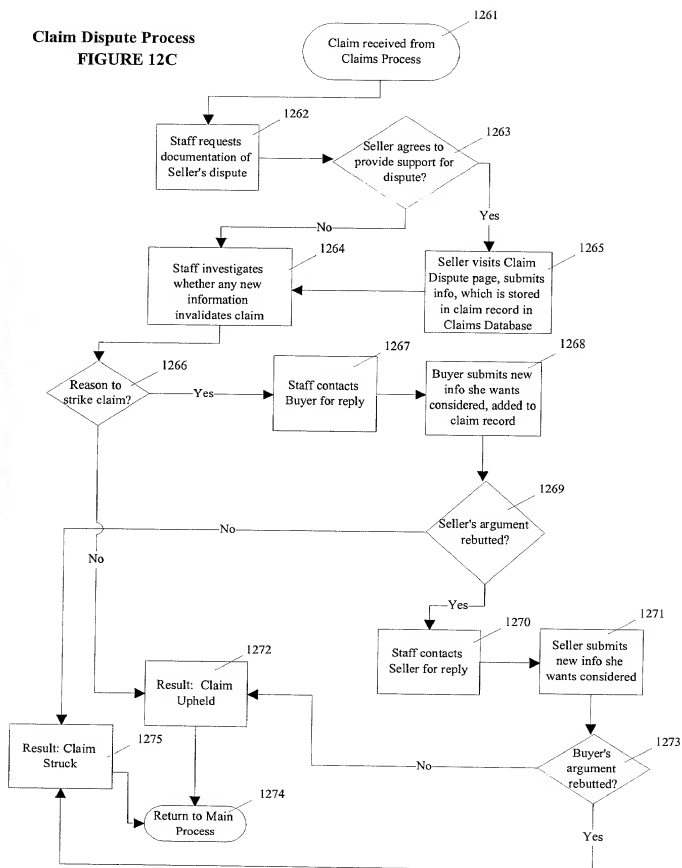 Claim Dispute Process
FIGURE 12C
1261
Claim received from
Claims Process
1262
Staff requests
documentation of
Seller's dispute
1263
Seller agrees to
provide support for
dispute?
No
Yes
1264
Staff investigates
whether any new
information
invalidates claim
1265
Seller visits Claim
Dispute page, submits
info, which is stored
in claim record in
Claims Database
1266
Reason to
strike claim?
Yes
1267
Staff contacts
Buyer for reply
1268
Buyer submits new
info she wants
considered, added to
claim record
1269
Seller's argument
rebutted?
No
No
Yes
1270
Staff contacts
Seller for reply
1271
Seller submits
new info she
wants considered
1272
Result: Claim
Upheld
1275
Result: Claim
Struck
1273
Buyer's
argument
rebutted?
No
1274
Return to Main
Process
Yes